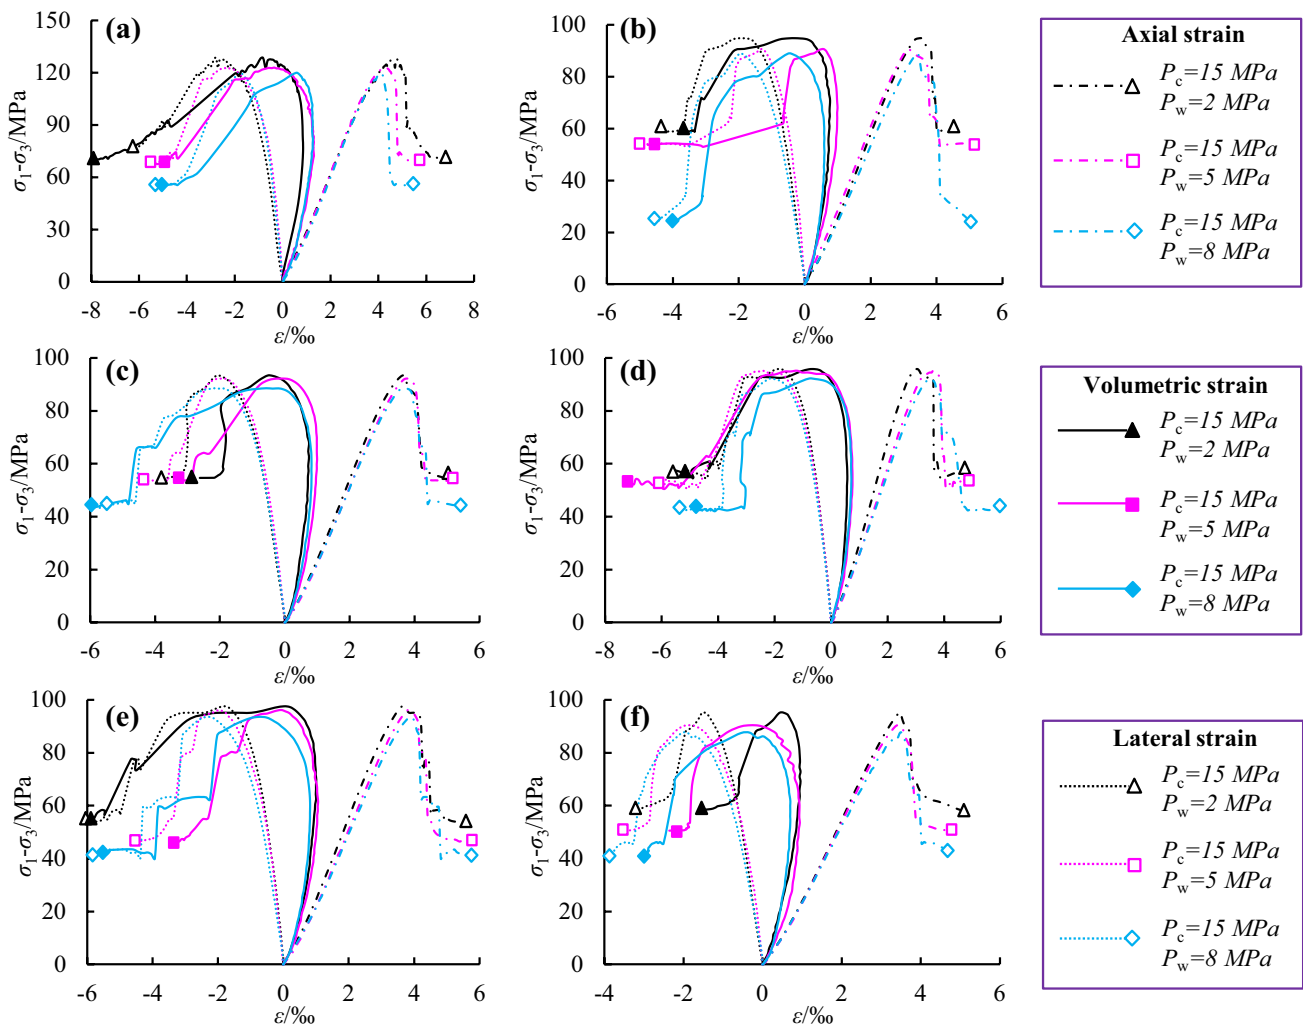 (a)
σ1-σ3/MPa
150
120
90
60
30
0
-8 -6 -4 -2 0 2 4 6 8
ε/‰
(b)
σ1-σ3/MPa
100
80
60
40
20
0
-6 -4 -2 0 2 4 6
ε/‰
Axial strain
Pc=15 MPa
Pw=2 MPa
Pc=15 MPa
Pw=5 MPa
Pc=15 MPa
Pw=8 MPa
(c)
σ1-σ3/MPa
100
80
60
40
20
0
-6 -4 -2 0 2 4 6
ε/‰
(d)
σ1-σ3/MPa
100
80
60
40
20
0
-8 -6 -4 -2 0 2 4 6
ε/‰
Volumetric strain
Pc=15 MPa
Pw=2 MPa
Pc=15 MPa
Pw=5 MPa
Pc=15 MPa
Pw=8 MPa
(e)
σ1-σ3/MPa
100
80
60
40
20
0
-6 -4 -2 0 2 4 6
ε/‰
(f)
σ1-σ3/MPa
100
80
60
40
20
0
-4 -2 0 2 4 6
ε/‰
Lateral strain
Pc=15 MPa
Pw=2 MPa
Pc=15 MPa
Pw=5 MPa
Pc=15 MPa
Pw=8 MPa